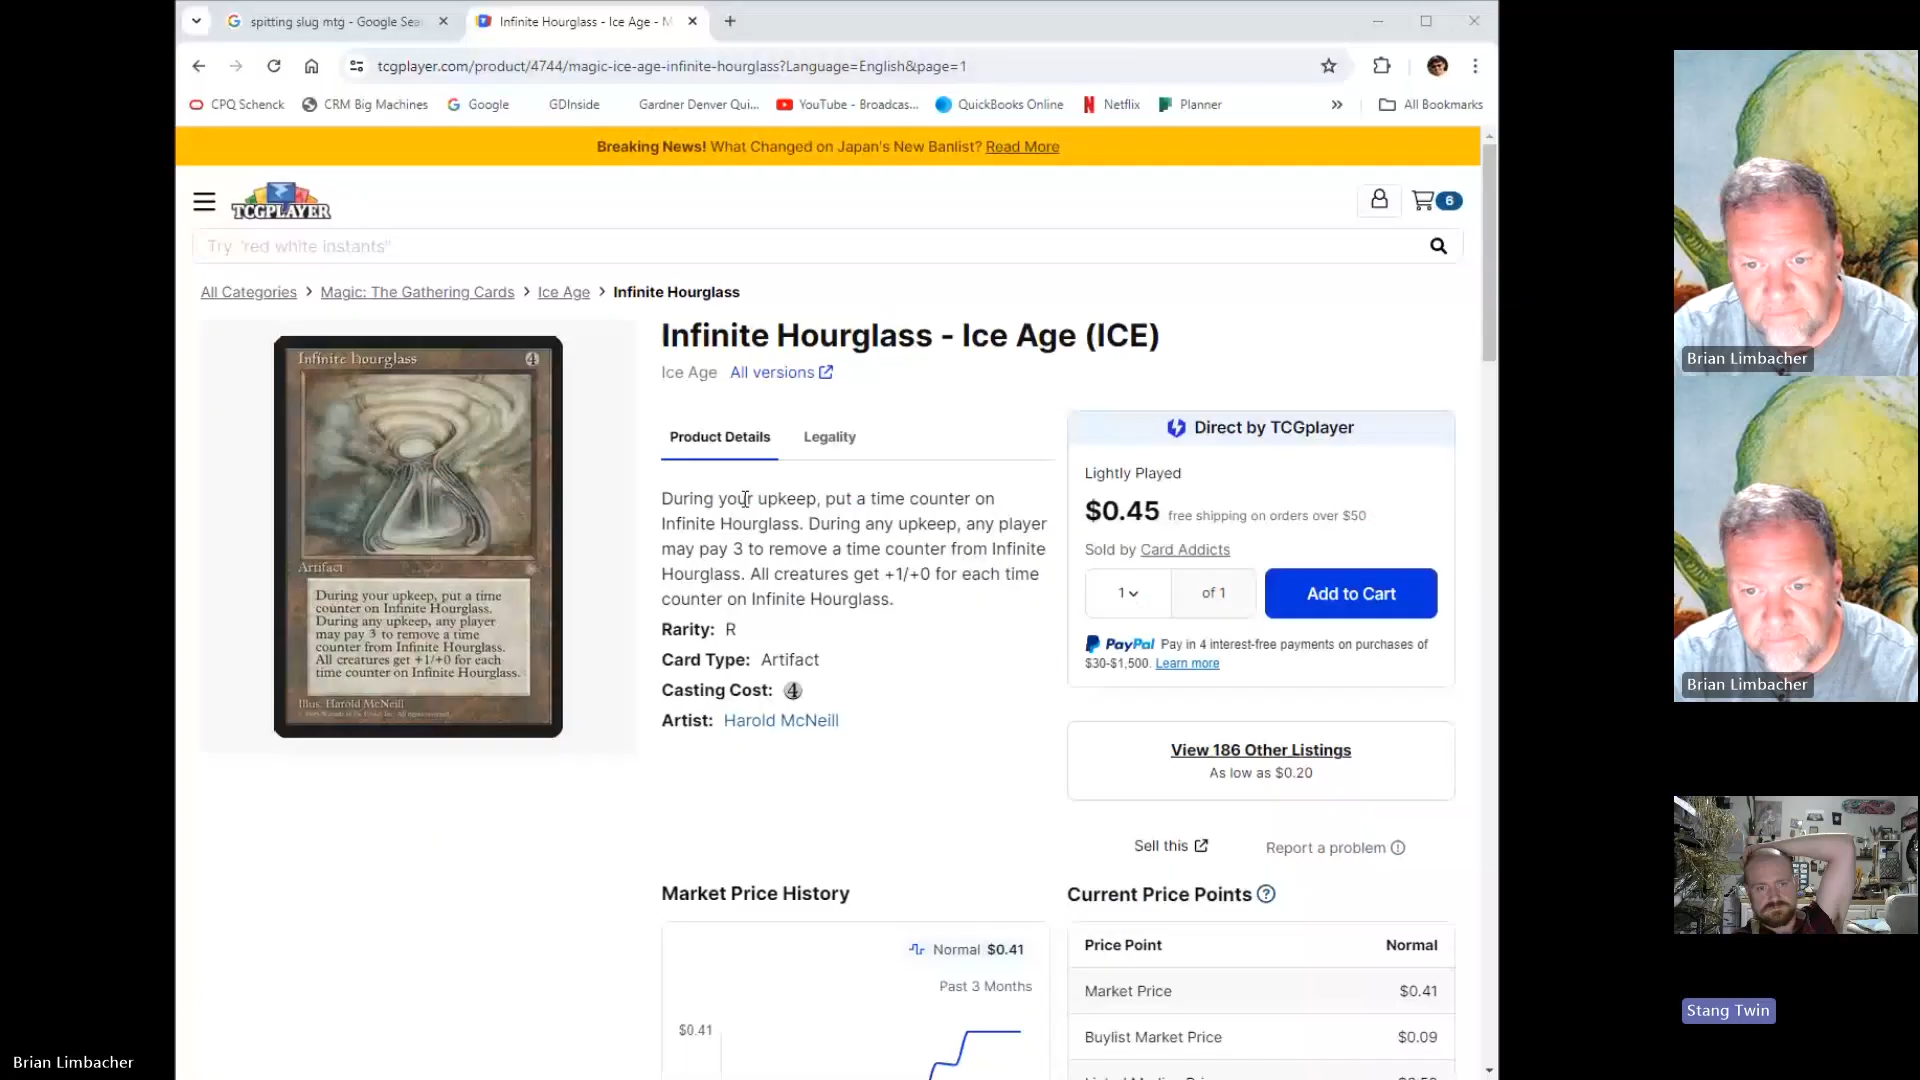 spitting slug mtg - Google Sea
Infinite Hourglass - Ice Age - M
tcgplayer.com/product/4744/magic-ice-age-infinite-hourglass?Language=English&page=1
CPQ Schenck
CRM Big Machines
Google
GDInside
Gardner Denver Qui...
YouTube - Broadcas...
QuickBooks Online
Netflix
Planner
All Bookmarks
Breaking News! What Changed on Japan's New Banlist? Read More
TCGPLAYER
6
Try "red white instants"
All Categories > Magic: The Gathering Cards > Ice Age > Infinite Hourglass
Infinite Hourglass
4
Artifact
During your upkeep, put a time
counter on Infinite Hourglass.
During any upkeep, any player
may pay 3 to remove a time
counter from Infinite Hourglass.
All creatures get +1/+0 for each
time counter on Infinite Hourglass.
Illus. Harold McNeill
Infinite Hourglass - Ice Age (ICE)
Ice Age All versions
Product Details Legality
During your upkeep, put a time counter on
Infinite Hourglass. During any upkeep, any player
may pay 3 to remove a time counter from Infinite
Hourglass. All creatures get +1/+0 for each time
counter on Infinite Hourglass.
Rarity: R
Card Type: Artifact
Casting Cost: 4
Artist: Harold McNeill
Direct by TCGplayer
Lightly Played
$0.45 free shipping on orders over $50
Sold by Card Addicts
1 of 1 Add to Cart
PayPal Pay in 4 interest-free payments on purchases of
$30-$1,500. Learn more
View 186 Other Listings
As low as $0.20
Sell this
Report a problem
Market Price History
Normal $0.41
Past 3 Months
$0.41
Current Price Points
Price Point Normal
Market Price $0.41
Buylist Market Price $0.09
Brian Limbacher
Brian Limbacher
Stang Twin
Brian Limbacher